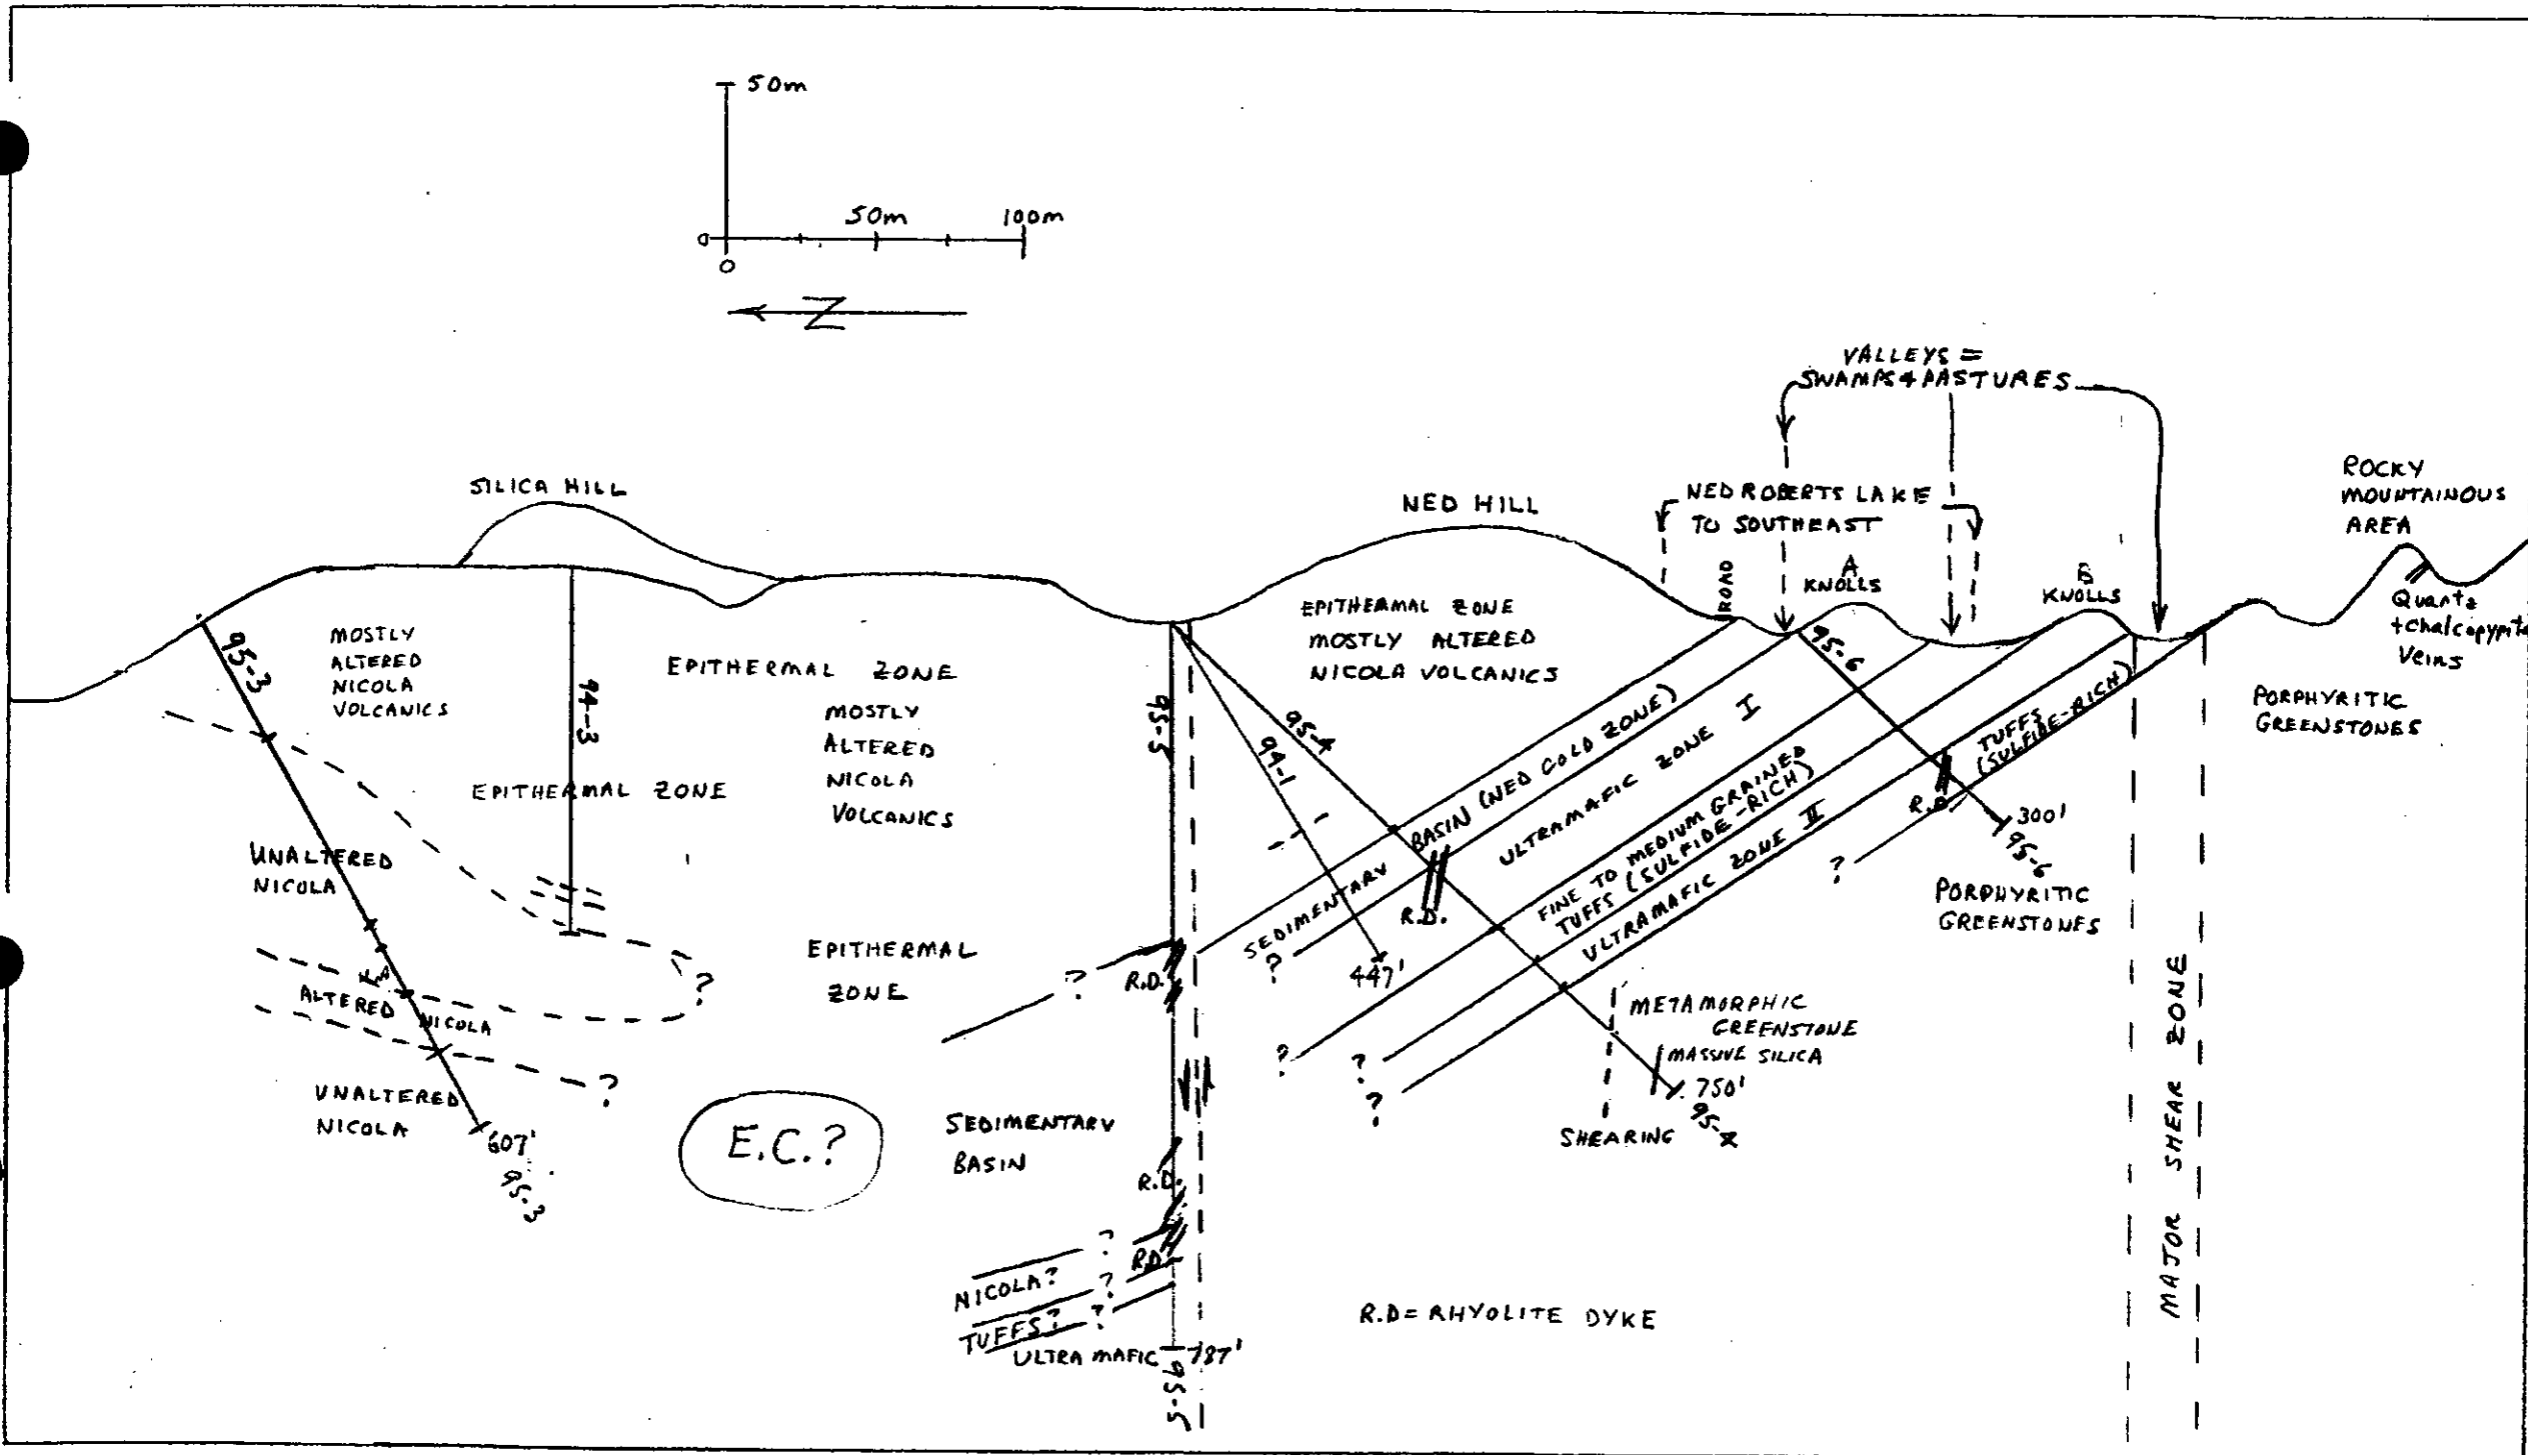 50m
50m 100m
0
0
Z
VALLEYS =
SWAMPS & PASTURES
SILICA HILL
NED HILL
NED ROBERTS LAKE
TO SOUTHEAST
ROCKY
MOUNTAINOUS
AREA
ROAD
A
KNOLLS
B
KNOLLS
Quartz
+Chalcopyrite
Veins
95-3
MOSTLY
ALTERED
NICOLA
VOLCANICS
94-3
EPITHERMAL ZONE
EPITHERMAL ZONE
MOSTLY
ALTERED
NICOLA
VOLCANICS
95-5
EPITHERMAL ZONE
MOSTLY ALTERED
NICOLA VOLCANICS
95-4
94-1
95-6
PORPHYRITIC
GREENSTONES
SEDIMENTARY BASIN (NED GOLD ZONE)
ULTRAMAFIC ZONE I
FINE TO MEDIUM GRAINED
TUFFS (SULFIDE-RICH)
ULTRAMAFIC ZONE II
TUFFS
(SULFIDE-RICH)
R.D.
300'
95-6
?
PORPHYRITIC
GREENSTONES
UNALTERED
NICOLA
EPITHERMAL
ZONE
?
?
R.D.
R.D.
?
447'
ALTERED NICOLA
?
UNALTERED
NICOLA
607'
95-3
E.C.?
SEDIMENTARY
BASIN
?
?
?
METAMORPHIC
GREENSTONE
MASSIVE SILICA
750'
SHEARING
MAJOR SHEAR ZONE
R.D.
R.D.
NICOLA? ?
TUFFS? ?
?
ULTRA MAFIC
787'
95-5
R.D = RHYOLITE DYKE